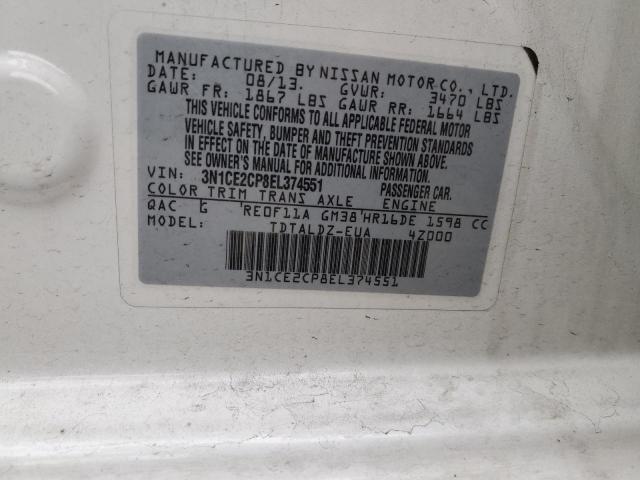 MANUFACTURED BY NISSAN MOTOR CO., LTD.
DATE: 08/13. GVWR: 3470 LBS
GAWR FR: 1867 LBS GAWR RR: 1664 LBS
THIS VEHICLE CONFORMS TO ALL APPLICABLE FEDERAL MOTOR
VEHICLE SAFETY, BUMPER AND THEFT PREVENTION STANDARDS
IN EFFECT ON THE DATE OF MANUFACTURE SHOWN ABOVE.
SEE OWNER'S MANUAL FOR ADDITIONAL INFORMATION.
VIN: 3N1CE2CP8EL374551 PASSENGER CAR.
COLOR TRIM TRANS AXLE ENGINE
QAC G RE0F11A GM38 HR16DE 1598 CC
MODEL: TDTALDZ-EUA 4Z000
3N1CE2CP8EL374551